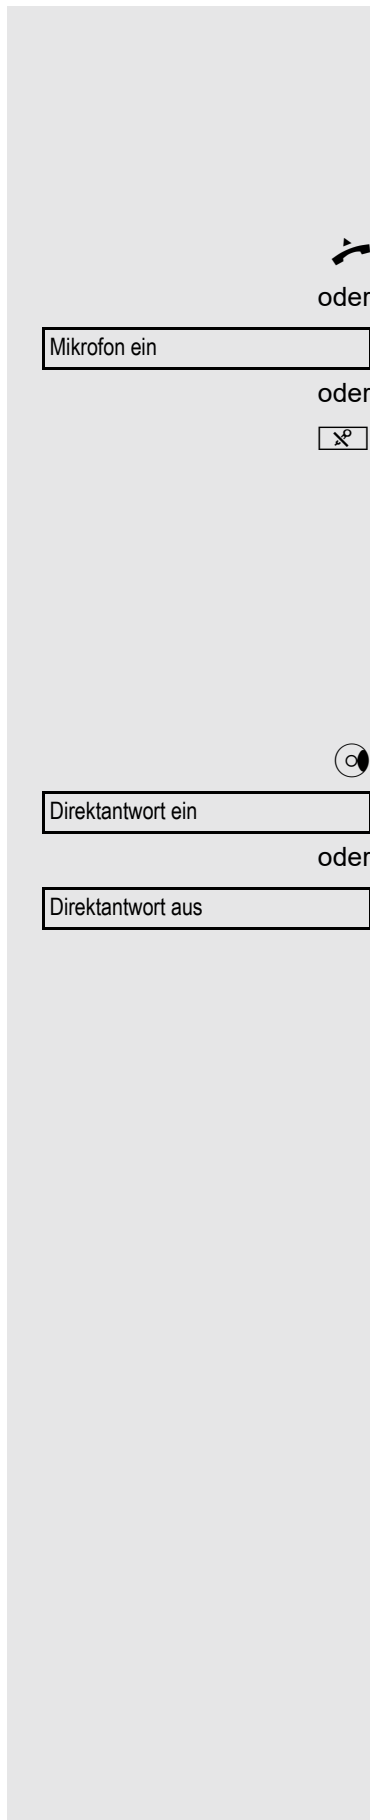 oder
Mikrofon ein
oder
Direktantwort ein
oder
Direktantwort aus